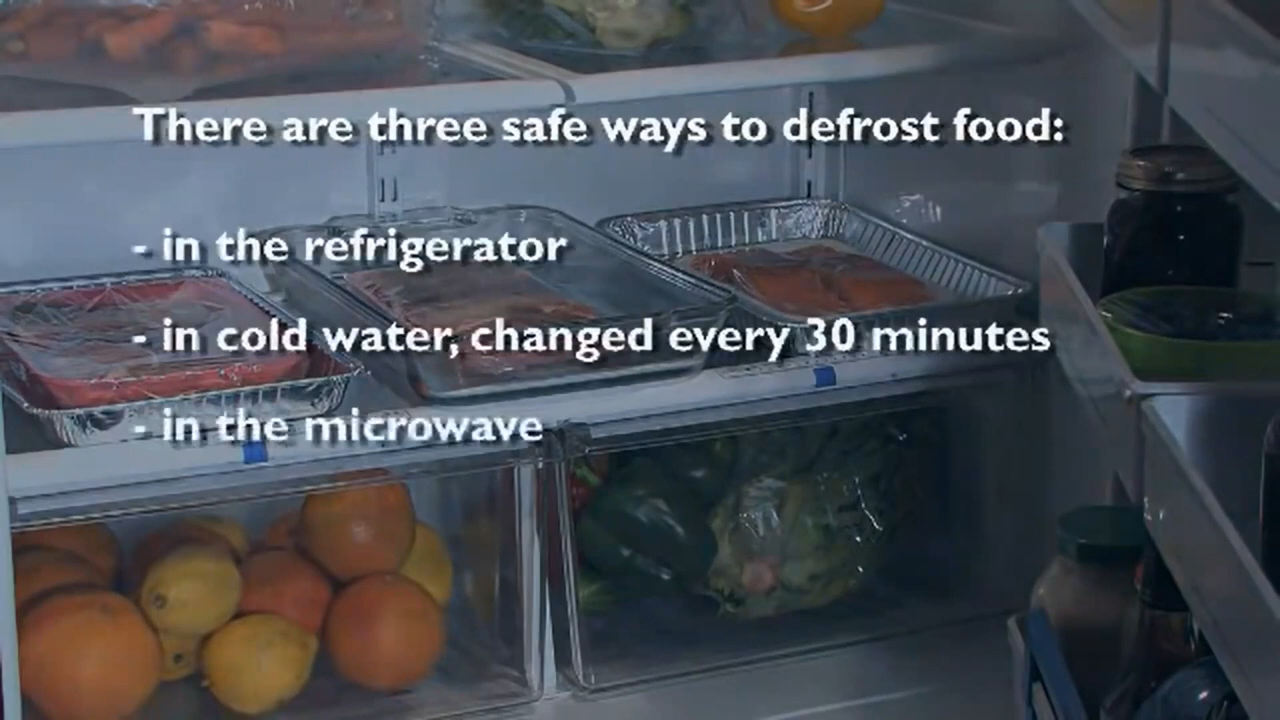 There are three safe ways to defrost food:
- in the refrigerator
- in cold water, changed every 30 minutes
- in the microwave